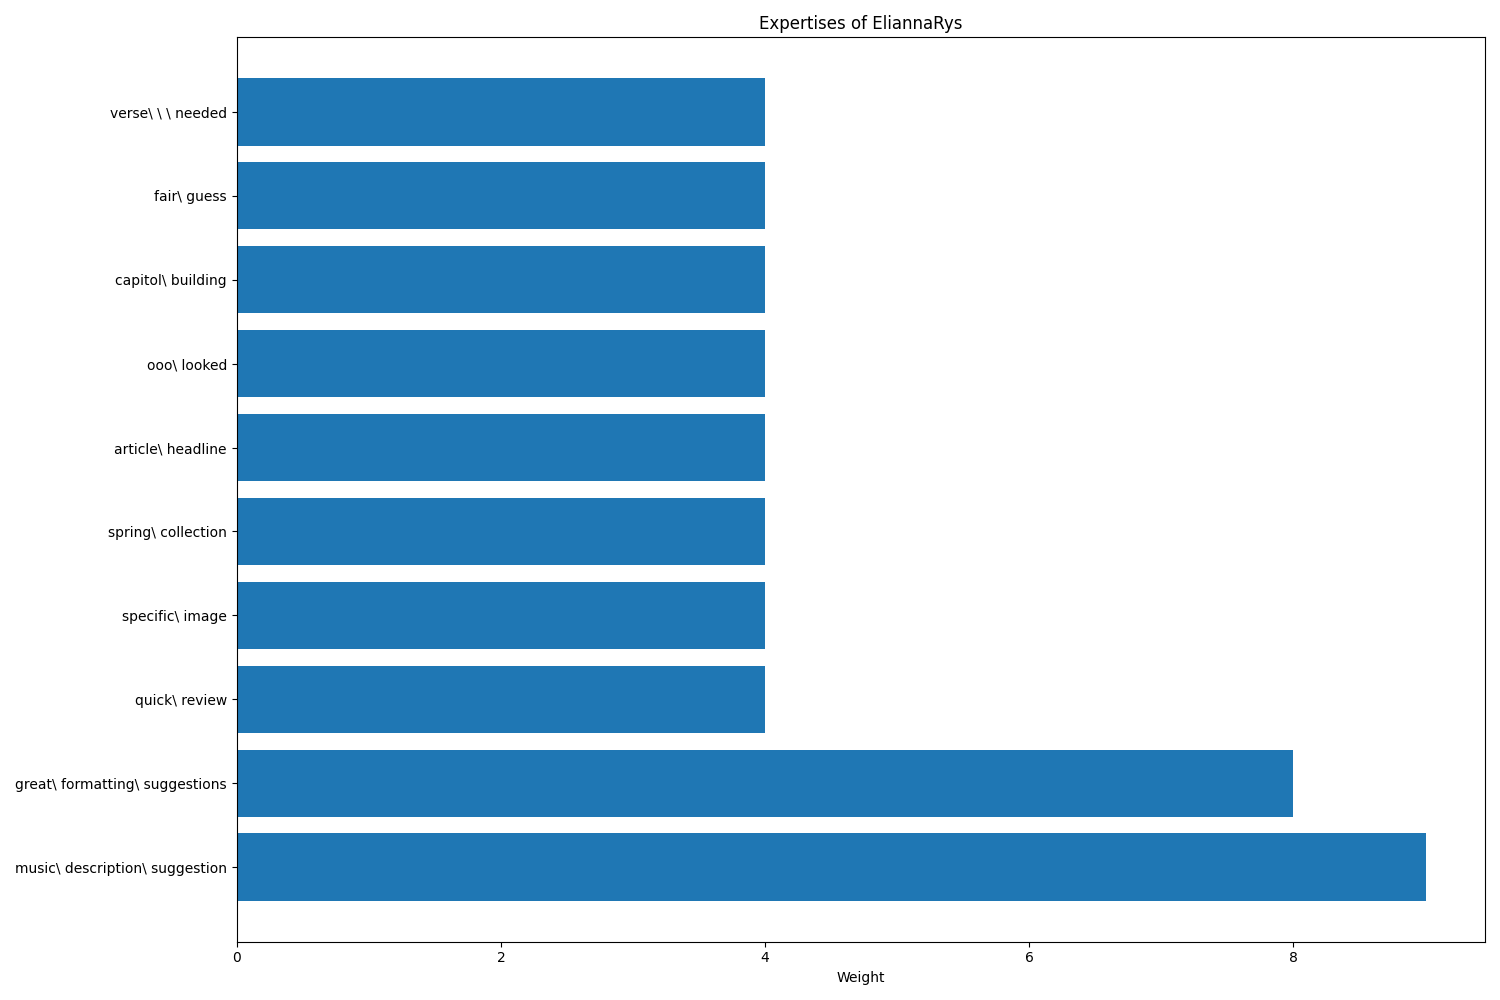 Expertises of EliannaRys
verse\ \ \ needed
fair\ guess
capitol\ building
ooo\ looked
article\ headline
spring\ collection
specific\ image
quick\ review
great\ formatting\ suggestions
music\ description\ suggestion
0 2 4 6 8
Weight